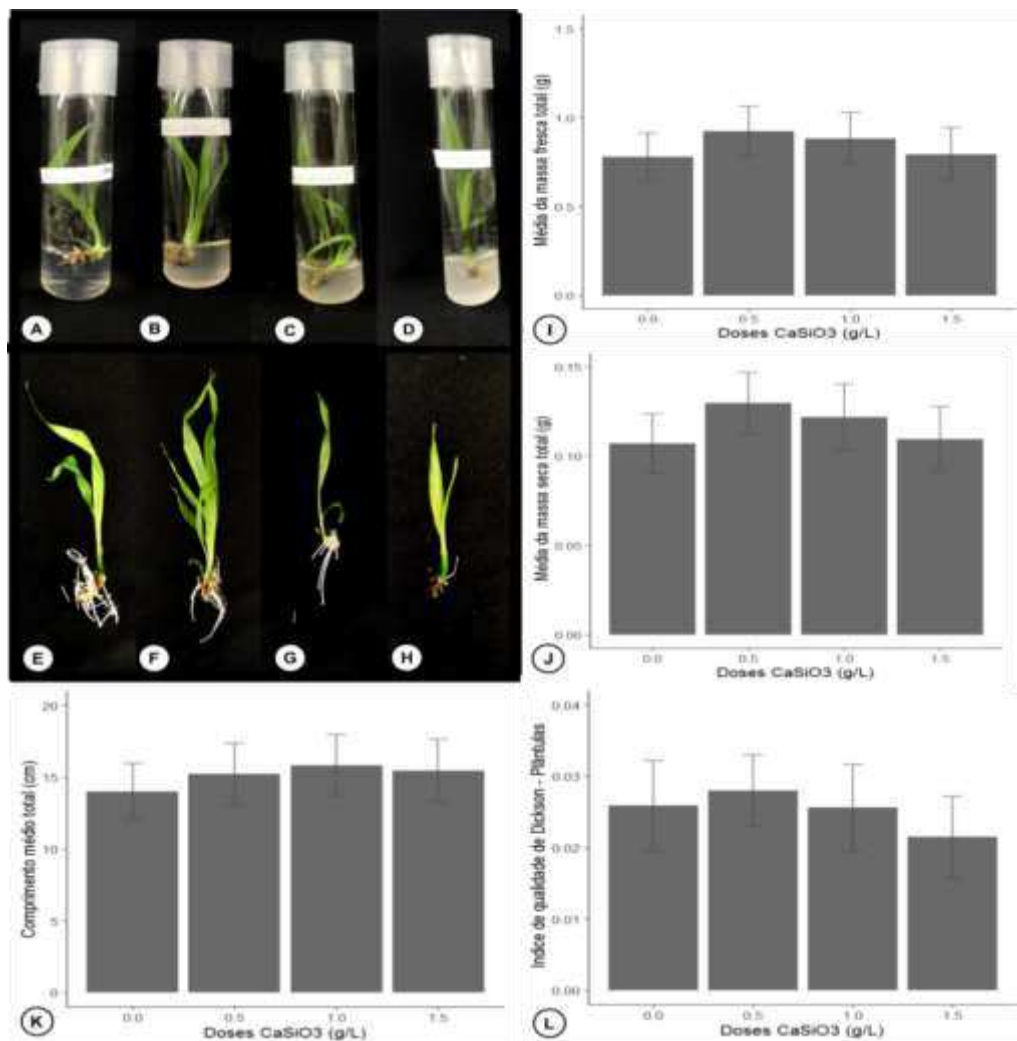 A
B
C
D
E
F
G
H
1.5
1.0
0.5
0.0
Média da massa fresca total (g)
0.0
0.5
1.0
1.5
Doses CaSiO3 (g/L)
I
0.15
0.10
0.05
0.00
Média da massa seca total (g)
0.0
0.5
1.0
1.5
Doses CaSiO3 (g/L)
J
20
15
10
5
0
Comprimento médio total (cm)
0.0
0.5
1.0
1.5
Doses CaSiO3 (g/L)
K
0.04
0.03
0.02
0.01
0.00
Indice de qualidade de Dickson - Plântulas
0.0
0.5
1.0
1.5
Doses CaSiO3 (g/L)
L